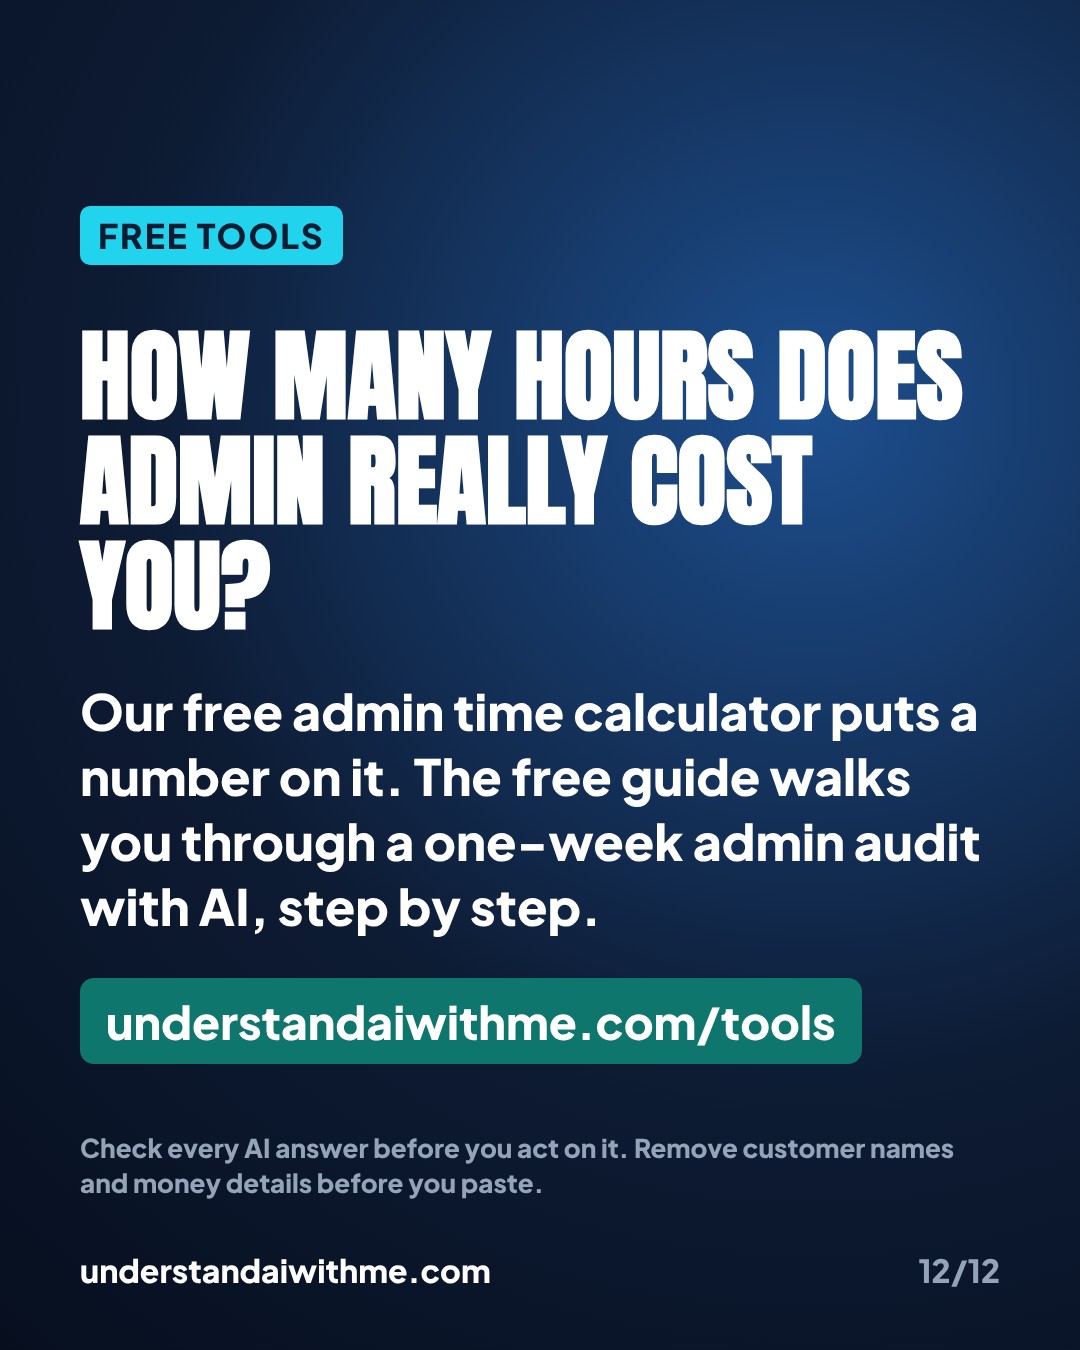 FREE TOOLS
HOW MANY HOURS DOES
ADMIN REALLY COST
YOU?
Our free admin time calculator puts a
number on it. The free guide walks
you through a one-week admin audit
with AI, step by step.
understandaiwithme.com/tools
Check every AI answer before you act on it. Remove customer names
and money details before you paste.
understandaiwithme.com
12/12